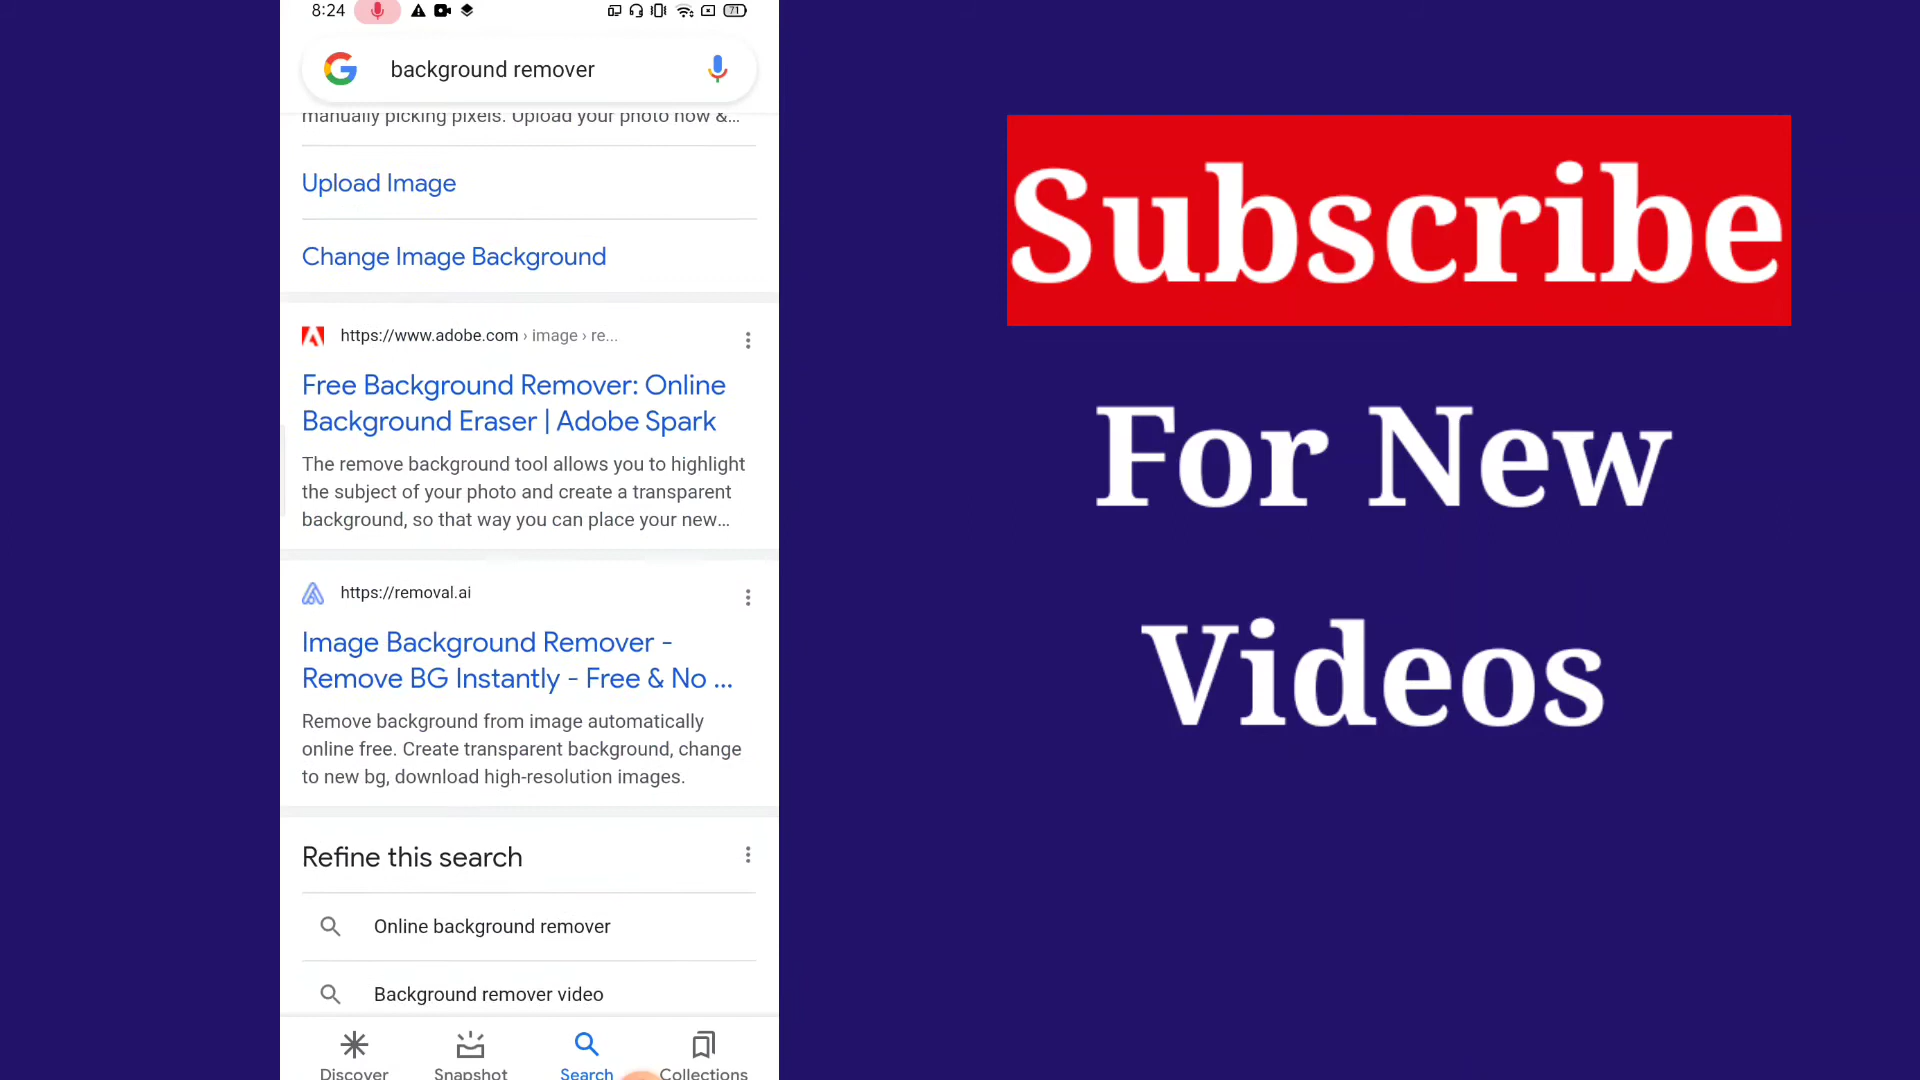 8:24
71
background remover
manually picking pixels. Upload your photo now &...
Upload Image
Change Image Background
https://www.adobe.com › image › re...
Free Background Remover: Online
Background Eraser | Adobe Spark
The remove background tool allows you to highlight
the subject of your photo and create a transparent
background, so that way you can place your new...
https://removal.ai
Image Background Remover -
Remove BG Instantly - Free & No ...
Remove background from image automatically
online free. Create transparent background, change
to new bg, download high-resolution images.
Refine this search
Online background remover
Background remover video
Discover
Snapshot
Search
Collections
Subscribe
For New
Videos